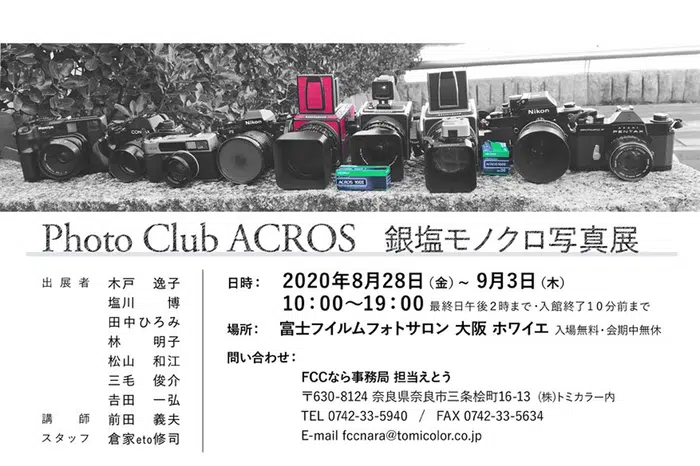 Nikon
PENTAX
ACROS 100Ⅱ
Photo Club ACROS 銀塩モノクロ写真展
出展者 木戸 逸子
塩川 博
田中ひろみ
林 明子
松山 和江
三毛 俊介
𠮷田 一弘
講師 前田 義夫
スタッフ 倉家eto修司
日時： 2020年8月28日（金）~ 9月3日（木）
10：00〜19：00 最終日午後2時まで・入館終了10分前まで
場所： 富士フイルムフォトサロン 大阪 ホワイエ 入場無料・会期中無休
問い合わせ：
FCCなら事務局 担当えとう
〒630-8124 奈良県奈良市三条桧町16-13 (株)トミカラー内
TEL 0742-33-5940 / FAX 0742-33-5634
E-mail fccnara@tomicolor.co.jp